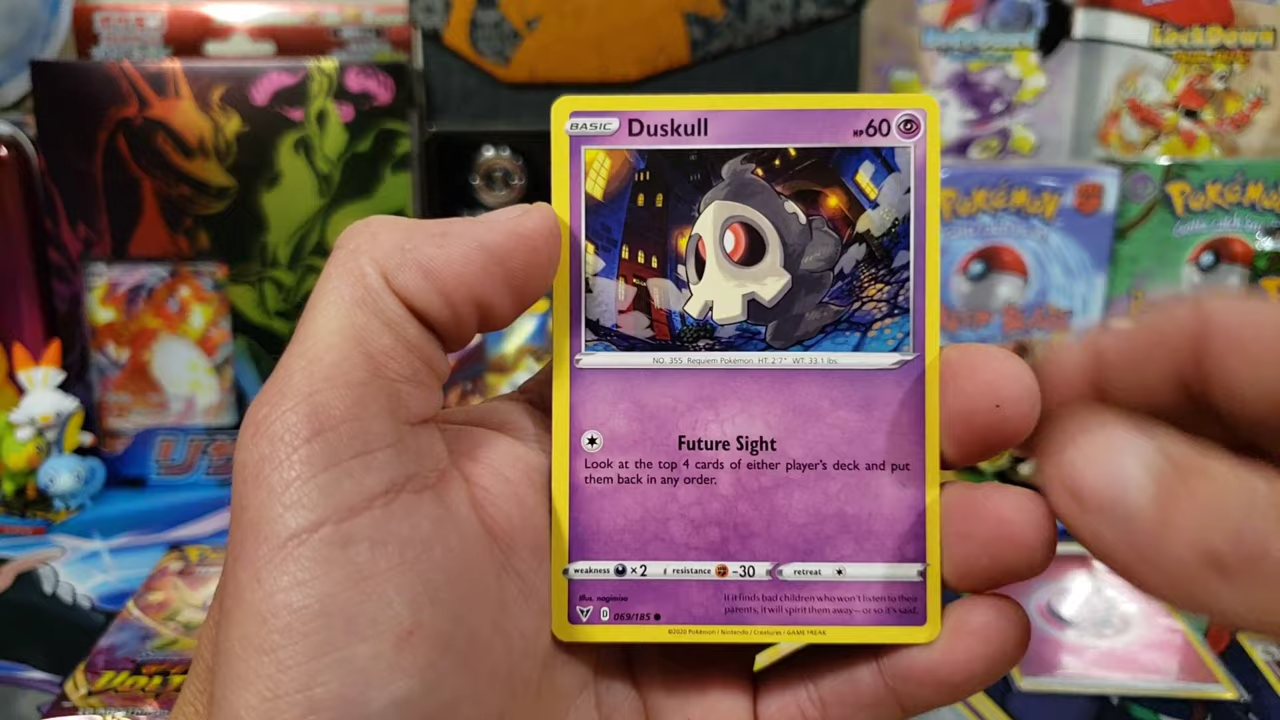 BASIC Duskull HP 60
NO. 355 Requiem Pokémon HT: 2'7" WT: 33.1 lbs.
Future Sight
Look at the top 4 cards of either player's deck and put
them back in any order.
weakness ×2 resistance -30 retreat
Illus. nagimiso
If it finds bad children who won't listen to their
parents, it will spirit them away—or so it's said.
D 069/185
©2020 Pokémon / Nintendo / Creatures / GAME FREAK
LockDown
POKéMON
POKéMON